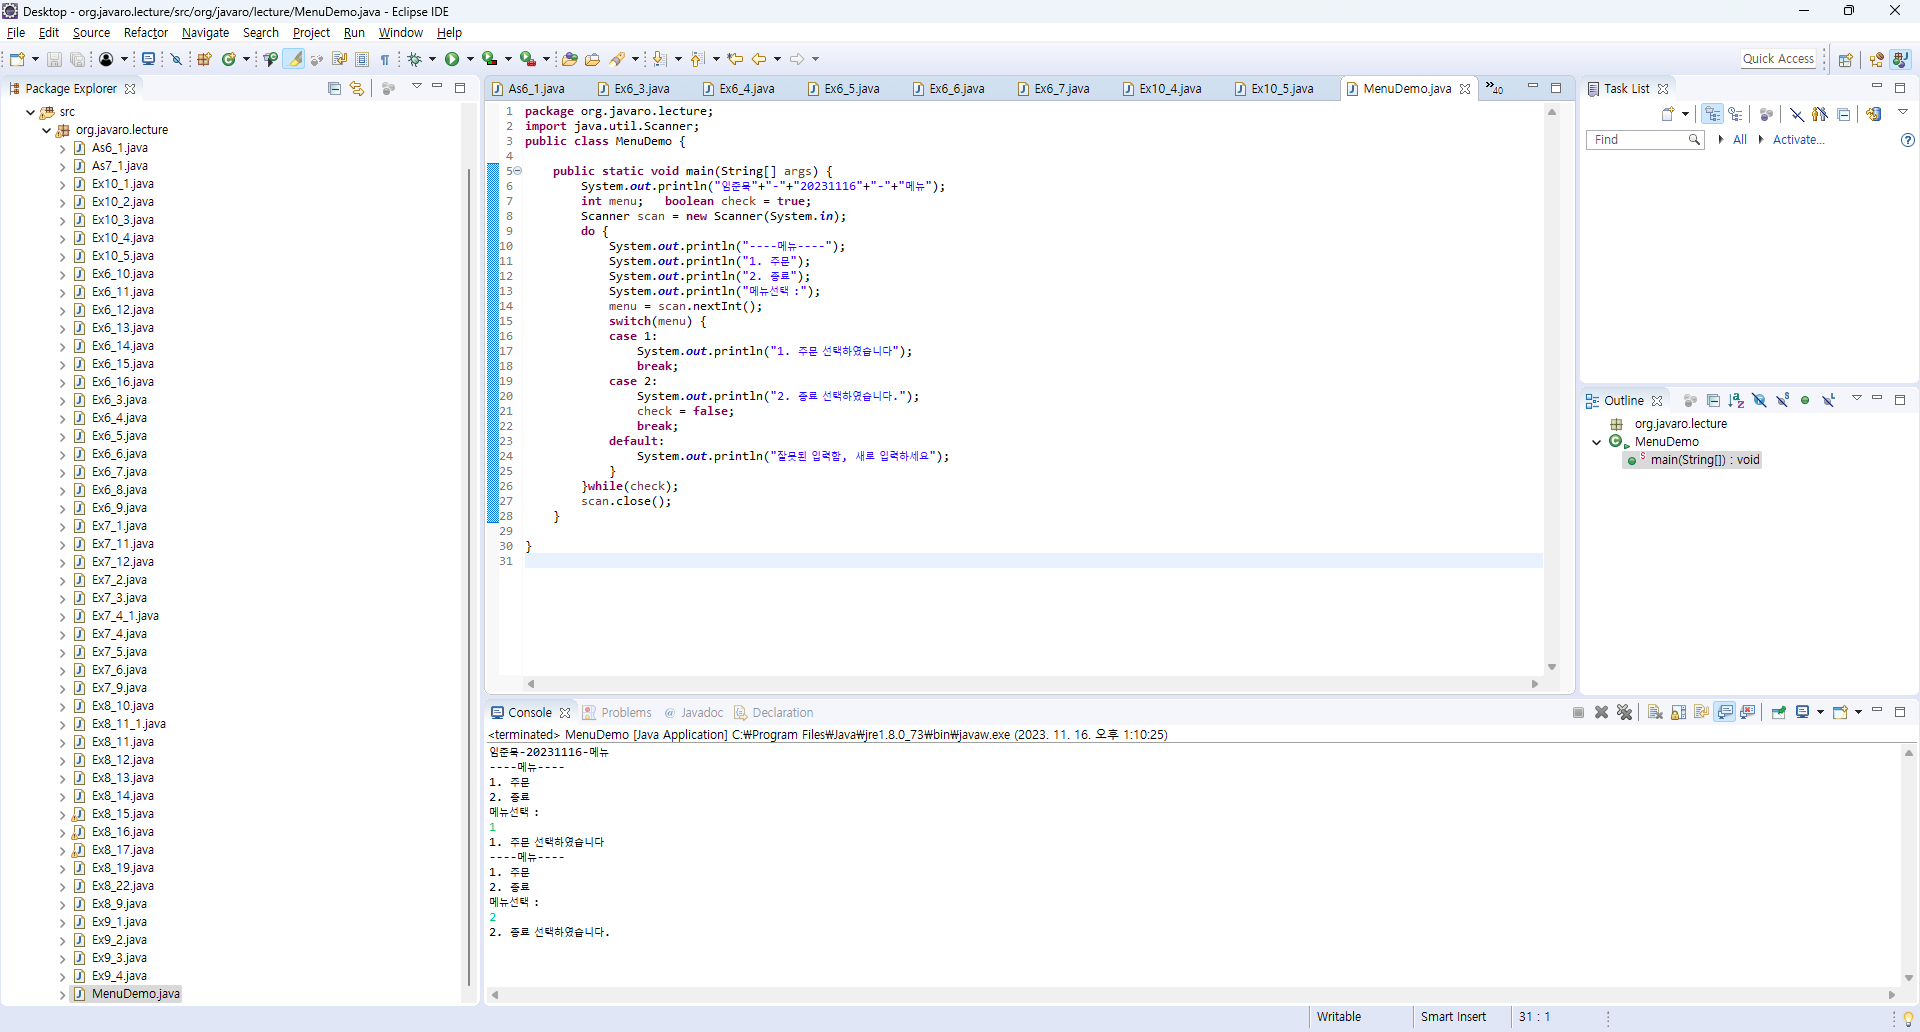 Desktop - org.javaro.lecture/src/org/javaro/lecture/MenuDemo.java - Eclipse IDE
File Edit Source Refactor Navigate Search Project Run Window Help
Quick Access
Package Explorer
src
org.javaro.lecture
As6_1.java
As7_1.java
Ex10_1.java
Ex10_2.java
Ex10_3.java
Ex10_4.java
Ex10_5.java
Ex6_10.java
Ex6_11.java
Ex6_12.java
Ex6_13.java
Ex6_14.java
Ex6_15.java
Ex6_16.java
Ex6_3.java
Ex6_4.java
Ex6_5.java
Ex6_6.java
Ex6_7.java
Ex6_8.java
Ex6_9.java
Ex7_1.java
Ex7_11.java
Ex7_12.java
Ex7_2.java
Ex7_3.java
Ex7_4_1.java
Ex7_4.java
Ex7_5.java
Ex7_6.java
Ex7_9.java
Ex8_10.java
Ex8_11_1.java
Ex8_11.java
Ex8_12.java
Ex8_13.java
Ex8_14.java
Ex8_15.java
Ex8_16.java
Ex8_17.java
Ex8_19.java
Ex8_22.java
Ex8_9.java
Ex9_1.java
Ex9_2.java
Ex9_3.java
Ex9_4.java
MenuDemo.java
As6_1.java Ex6_3.java Ex6_4.java Ex6_5.java Ex6_6.java Ex6_7.java Ex10_4.java Ex10_5.java MenuDemo.java »40
1 package org.javaro.lecture;
2 import java.util.Scanner;
3 public class MenuDemo {
4
5 public static void main(String[] args) {
6 System.out.println("임준묵"+"-"+"20231116"+"-"+"메뉴");
7 int menu; boolean check = true;
8 Scanner scan = new Scanner(System.in);
9 do {
10 System.out.println("----메뉴----");
11 System.out.println("1. 주문");
12 System.out.println("2. 종료");
13 System.out.println("메뉴선택 :");
14 menu = scan.nextInt();
15 switch(menu) {
16 case 1:
17 System.out.println("1. 주문 선택하였습니다");
18 break;
19 case 2:
20 System.out.println("2. 종료 선택하였습니다.");
21 check = false;
22 break;
23 default:
24 System.out.println("잘못된 입력함, 새로 입력하세요");
25 }
26 }while(check);
27 scan.close();
28 }
29
30 }
31
Task List
Find All Activate...
Outline
org.javaro.lecture
MenuDemo
main(String[]) : void
Console Problems Javadoc Declaration
<terminated> MenuDemo [Java Application] C:₩Program Files₩Java₩jre1.8.0_73₩bin₩javaw.exe (2023. 11. 16. 오후 1:10:25)
임준묵-20231116-메뉴
----메뉴----
1. 주문
2. 종료
메뉴선택 :
1
1. 주문 선택하였습니다
----메뉴----
1. 주문
2. 종료
메뉴선택 :
2
2. 종료 선택하였습니다.
Writable Smart Insert 31 : 1